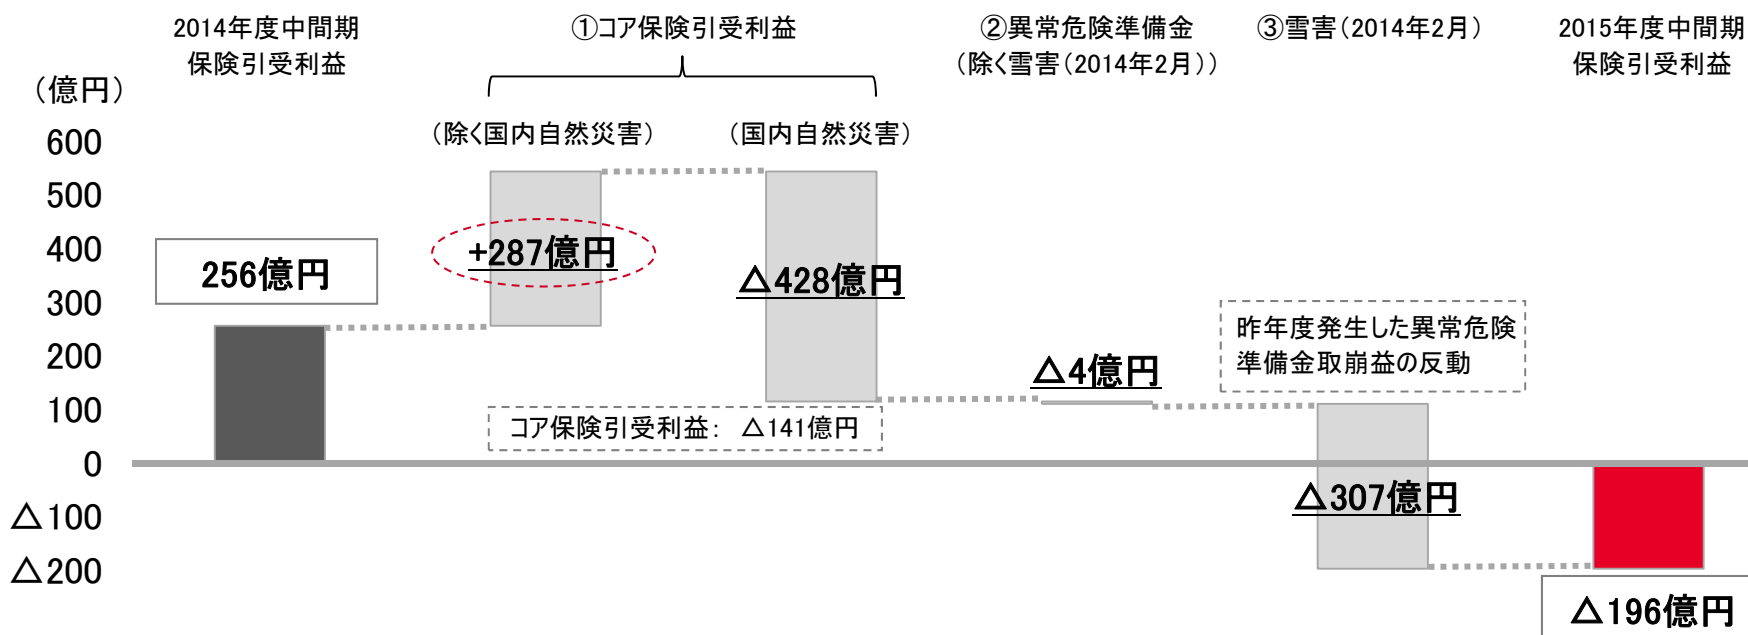 2014年度中間期
保険引受利益
①コア保険引受利益
②異常危険準備金
(除く雪害(2014年2月))
③雪害(2014年2月)
2015年度中間期
保険引受利益
(億円)
(除く国内自然災害)
(国内自然災害)
600
500
400
300
200
100
0
△100
△200
256億円
+287億円
△428億円
コア保険引受利益: △141億円
△4億円
昨年度発生した異常危険
準備金取崩益の反動
△307億円
△196億円